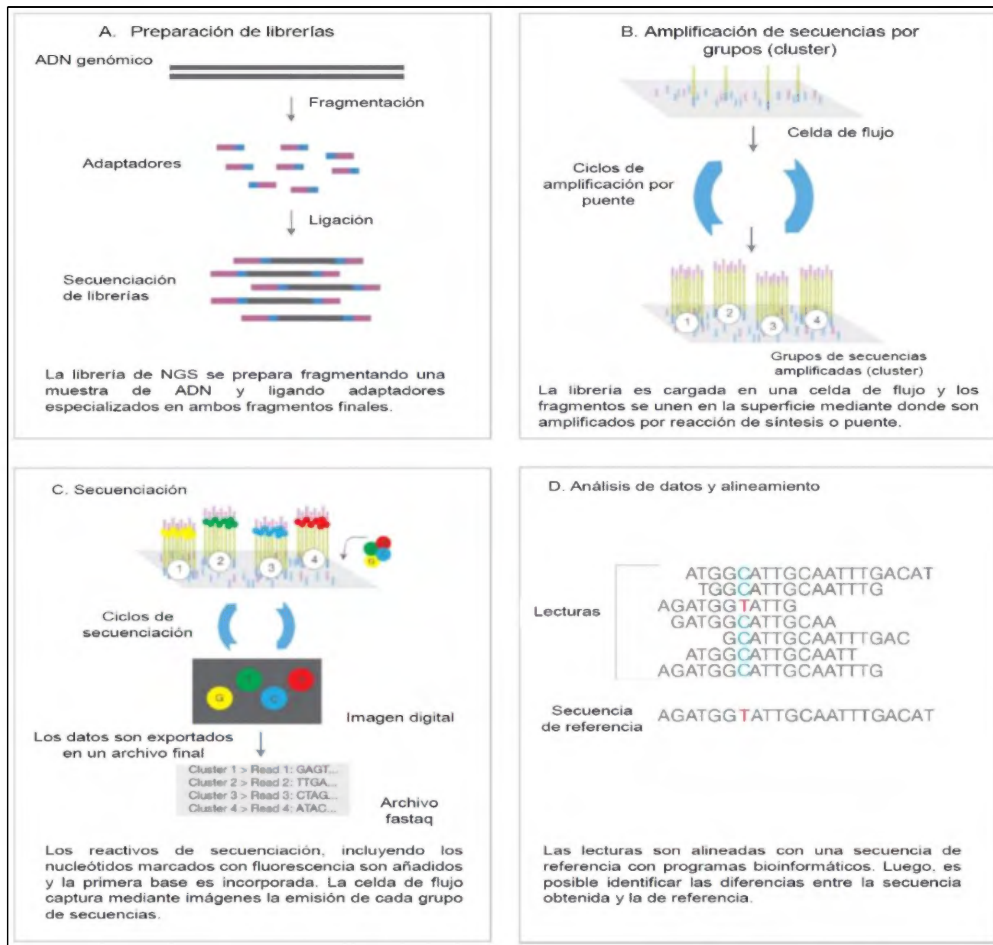 A. Preparación de librerías
ADN genómico
Fragmentación
Adaptadores
Ligación
Secuenciación
de librerías
La librería de NGS se prepara fragmentando una
muestra de ADN y ligando adaptadores
especializados en ambos fragmentos finales.
B. Amplificación de secuencias por
grupos (cluster)
Celda de flujo
Ciclos de
amplificación por
puente
1
2
3
4
Grupos de secuencias
amplificadas (cluster)
La librería es cargada en una celda de flujo y los
fragmentos se unen en la superficie mediante donde son
amplificados por reacción de síntesis o puente.
C. Secuenciación
1
2
3
4
G
Ciclos de
secuenciación
G
T
C
Imagen digital
Los datos son exportados
en un archivo final
Cluster 1 > Read 1: GAGT...
Cluster 2 > Read 2: TTGA...
Cluster 3 > Read 3: CTAG...
Cluster 4 > Read 4: ATAC...
Archivo
fastaq
Los reactivos de secuenciación, incluyendo los
nucleótidos marcados con fluorescencia son añadidos
y la primera base es incorporada. La celda de flujo
captura mediante imágenes la emisión de cada grupo
de secuencias.
D. Análisis de datos y alineamiento
Lecturas
ATGGCATTGCAATTTGACAT
TGGCATTGCAATTTG
AGATGGTATTG
GATGGCATTGCAA
GCATTGCAATTTGAC
ATGGCATTGCAATT
AGATGGCATTGCAATTTG
Secuencia
de referencia
AGATGGTATTGCAATTTGACAT
Las lecturas son alineadas con una secuencia de
referencia con programas bioinformáticos. Luego, es
posible identificar las diferencias entre la secuencia
obtenida y la de referencia.